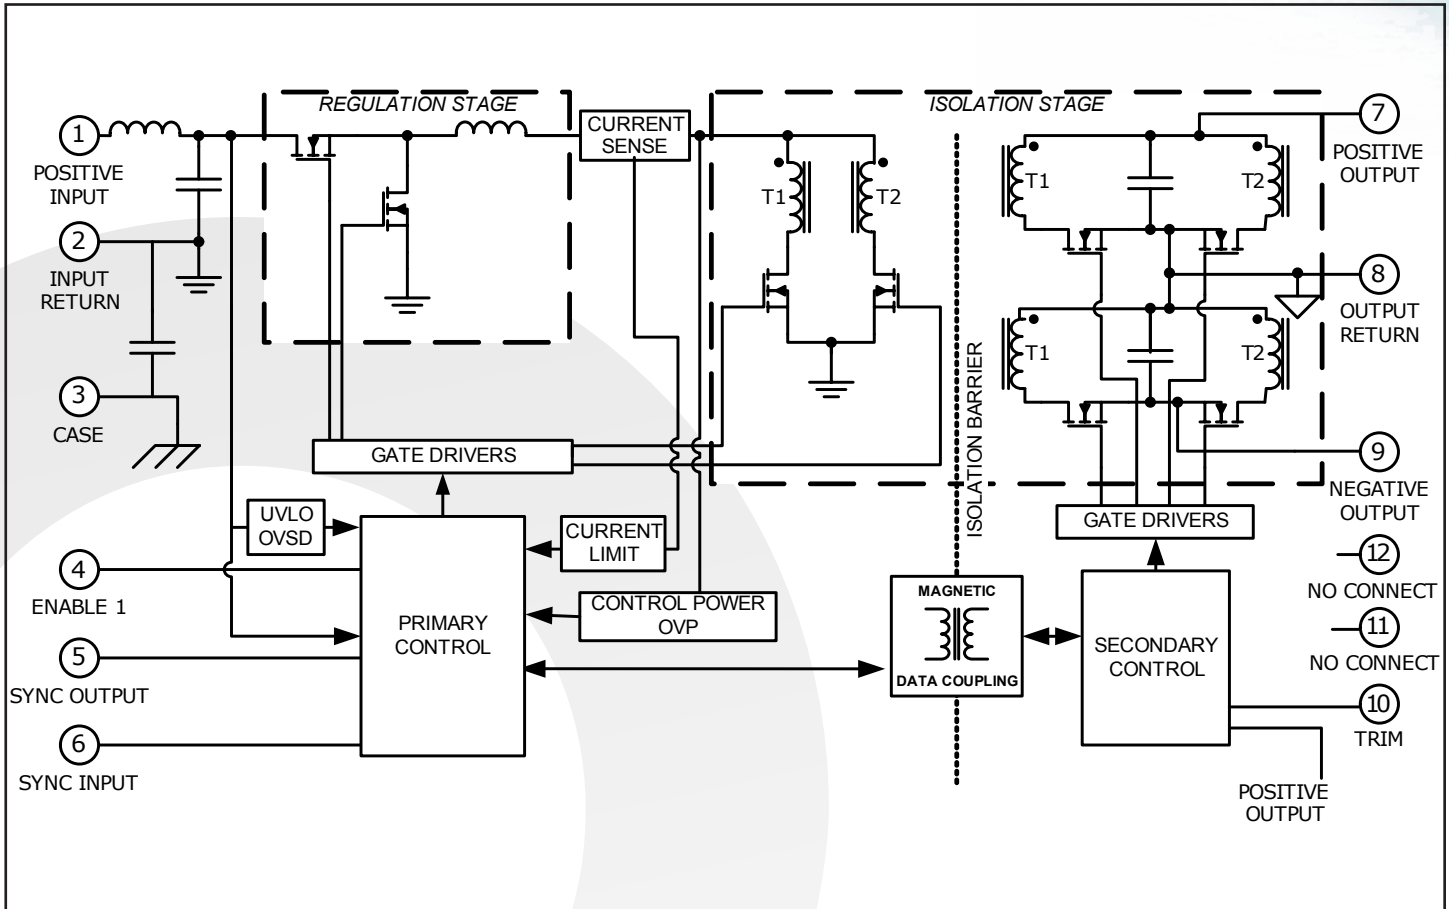 REGULATION STAGE
ISOLATION STAGE
1
POSITIVE
INPUT
CURRENT
SENSE
7
POSITIVE
OUTPUT
T1
T2
T1
T2
2
INPUT
RETURN
8
OUTPUT
RETURN
T1
T2
3
CASE
ISOLATION BARRIER
GATE DRIVERS
9
NEGATIVE
OUTPUT
UVLO
OVSD
CURRENT
LIMIT
GATE DRIVERS
4
ENABLE 1
12
NO CONNECT
CONTROL POWER
OVP
PRIMARY
CONTROL
MAGNETIC
DATA COUPLING
SECONDARY
CONTROL
11
NO CONNECT
5
SYNC OUTPUT
10
TRIM
6
SYNC INPUT
POSITIVE
OUTPUT